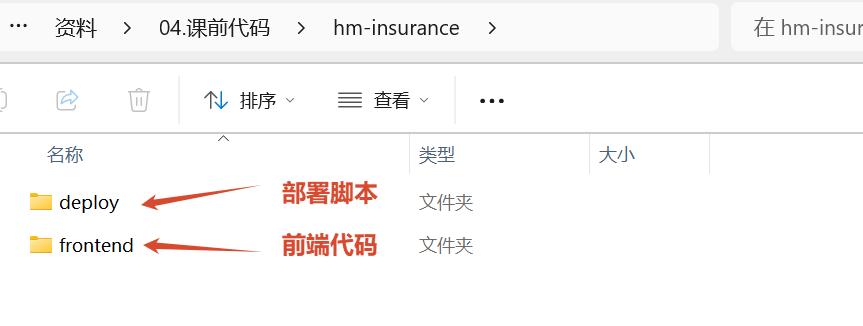 ··· 资料 > 04.课前代码 > hm-insurance >
在 hm-insur
排序 查看 ···
名称 类型 大小
deploy 部署脚本 文件夹
frontend 前端代码 文件夹